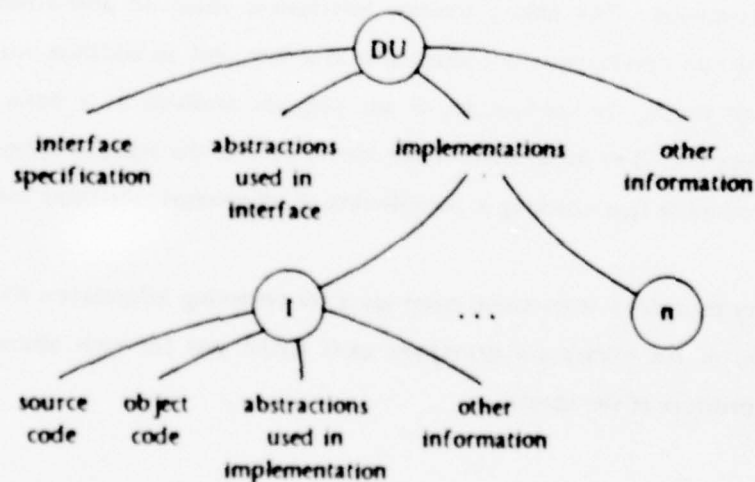 DU
interface specification
abstractions used in interface
implementations
other information
1
...
n
source code
object code
abstractions used in implementation
other information